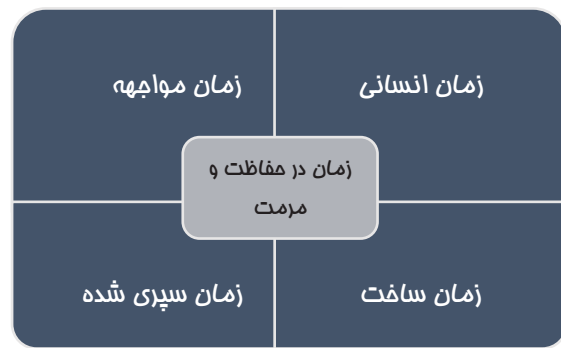 زمان انسانی
زمان مواجهه
زمان در حفاظت و
مرمت
زمان ساخت
زمان سپری شده